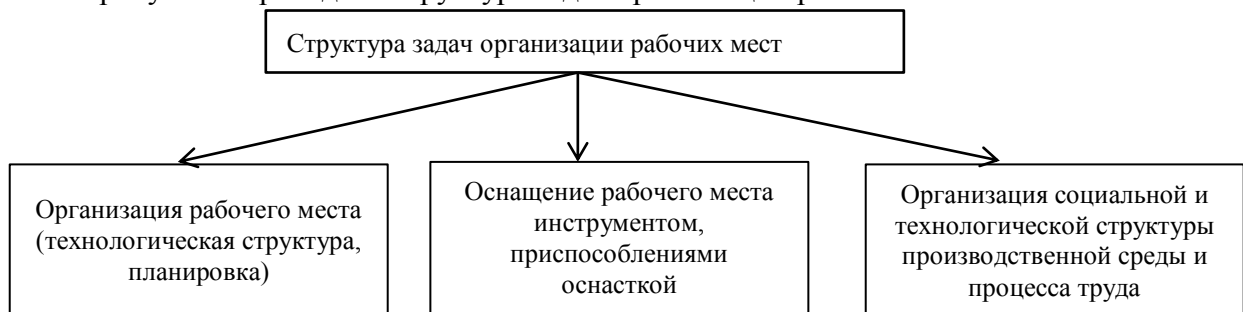 Структура задач организации рабочих мест
Организация рабочего места
(технологическая структура,
планировка)
Оснащение рабочего места
инструментом,
приспособлениями
оснасткой
Организация социальной и
технологической структуры
производственной среды и
процесса труда